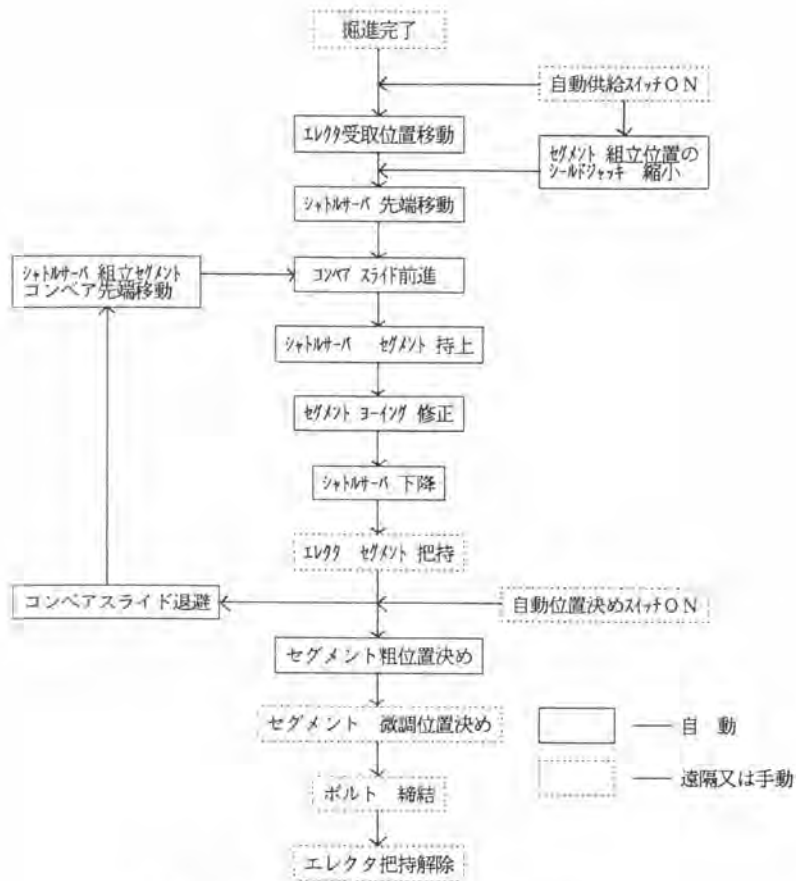 掘進完了
自動供給スイッチON
エレクタ受取位置移動
セグメント 組立位置の
シールドジャッキ 縮小
シャトルサーバ 先端移動
シャトルサーバ 組立セグメント
コンベア先端移動
コンベア スライド前進
シャトルサーバ セグメント 持上
セグメント ヨーイング 修正
シャトルサーバ 下降
エレクタ セグメント 把持
コンベアスライド退避
自動位置決めスイッチON
セグメント粗位置決め
セグメント 微調位置決め
自 動
ボルト 締結
遠隔又は手動
エレクタ把持解除